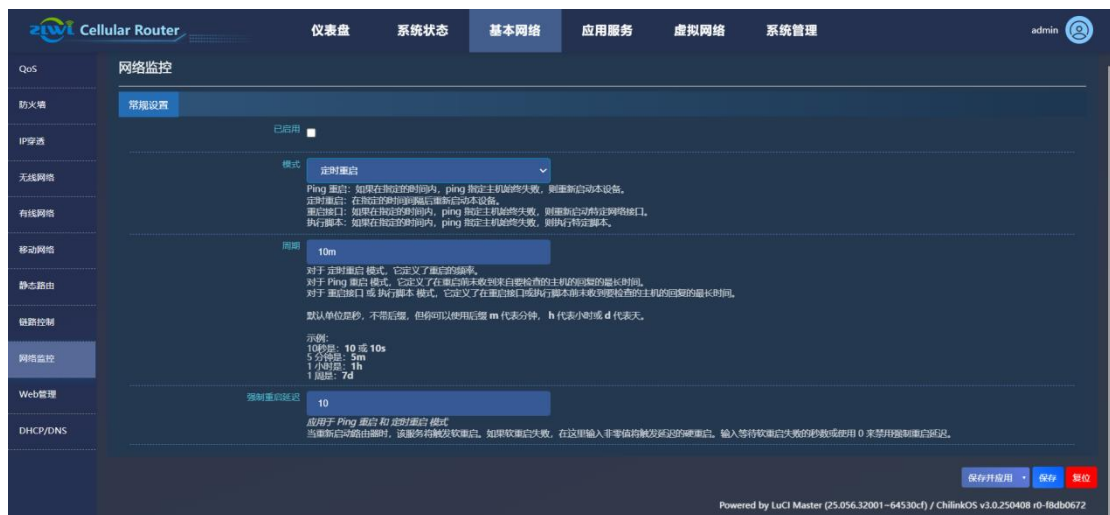 ziwi Cellular Router 仪表盘 系统状态 基本网络 应用服务 虚拟网络 系统管理 admin
QoS
防火墙
IP穿透
无线网络
有线网络
移动网络
静态路由
链路控制
网络监控
Web管理
DHCP/DNS
网络监控
常规设置
已启用
模式
定时重启
Ping 重启：如果在指定的时间内，ping 指定主机始终失败，则重新启动本设备。
定时重启：在指定的时间间隔后重新启动本设备。
重启接口：如果在指定的时间内，ping 指定主机始终失败，则重新启动特定网络接口。
执行脚本：如果在指定的时间内，ping 指定主机始终失败，则执行特定脚本。
周期
10m
对于 定时重启 模式，它定义了重启的频率。
对于 Ping 重启 模式，它定义了在重启前未收到来自要检查的主机的回复的最长时间。
对于 重启接口 或 执行脚本 模式，它定义了在重启接口或执行脚本前未收到要检查的主机的回复的最长时间。
默认单位是秒，不带后缀，但你可以使用后缀 m 代表分钟， h 代表小时或 d 代表天。
示例：
10秒是：10 或 10s
5 分钟是：5m
1 小时是：1h
1 周是：7d
强制重启延迟
10
应用于 Ping 重启 和 定时重启 模式
当重新启动路由器时，该服务将触发软重启。如果软重启失败，在这里输入非零值将触发延迟的硬重启。输入等待软重启失败的秒数或使用 0 来禁用强制重启延迟。
保存并应用 保存 复位
Powered by LuCI Master (25.056.32001~64530cf) / ChilinkOS v3.0.250408 r0-f8db0672